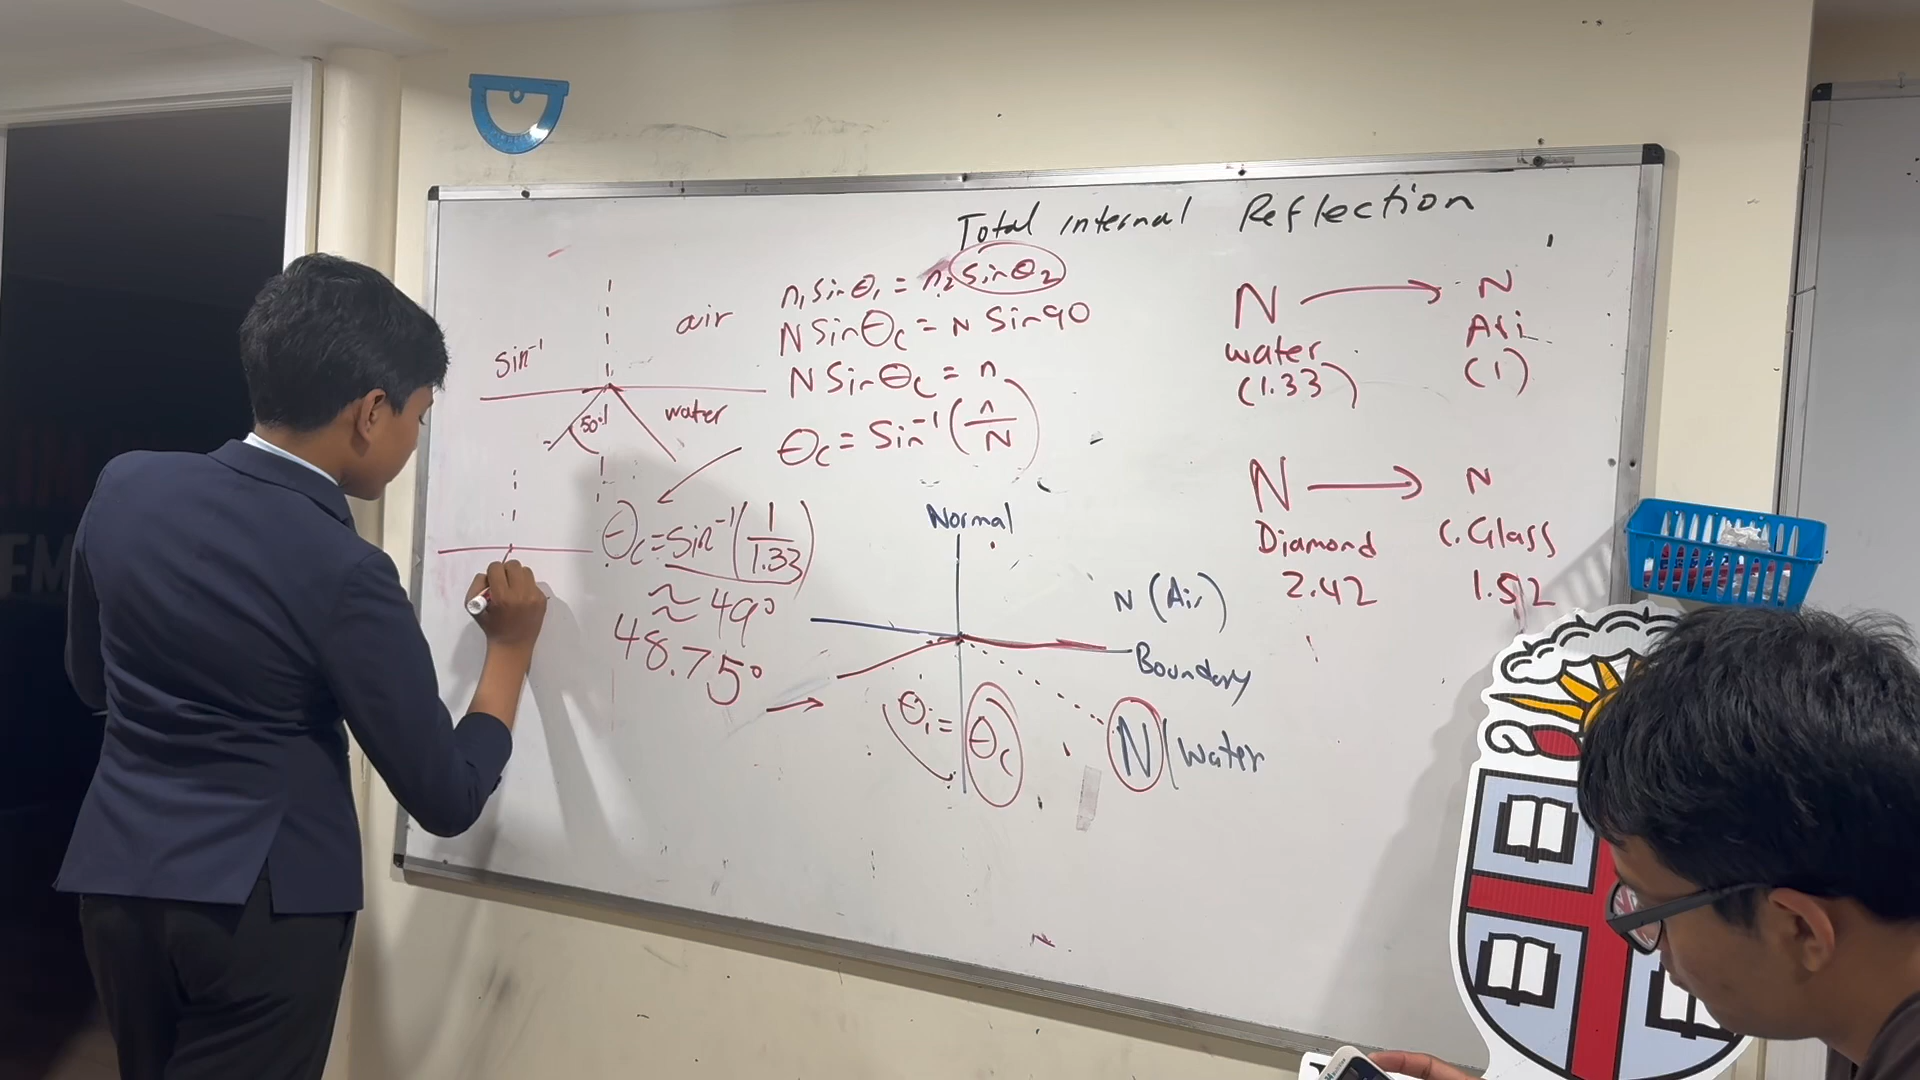 Total internal Reflection
n₁ sin θ₁ = n₂ sin θ₂
N sin θc = N sin 90
N sin θc = n
θc = sin⁻¹(n/N)
air
sin⁻¹
50°
water
θc = sin⁻¹(1/1.33)
≈ 49°
48.75°
Normal
N (Air)
Boundary
θi = θc
N (water
N → N
water
(1.33)
(1)
N → N
Diamond C.Glass
2.42 1.52